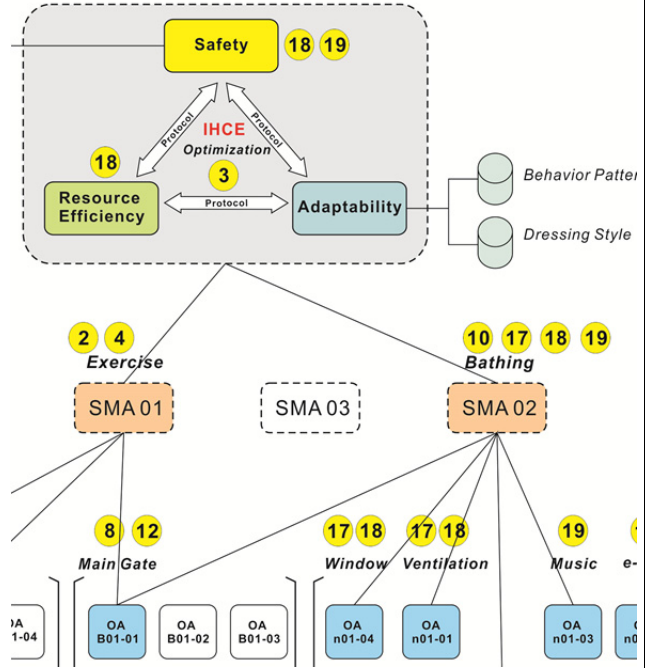 Safety
18 19
Protocol
Protocol
IHCE
Optimization
18
3
Resource
Efficiency
Protocol
Adaptability
Behavior Patter
Dressing Style
2 4
10 17 18 19
Exercise
Bathing
SMA 01
SMA 03
SMA 02
8 12
17 18
17 18
19
Main Gate
Window
Ventilation
Music
e-
OA
1-04
OA
B01-01
OA
B01-02
OA
B01-03
OA
n01-04
OA
n01-01
OA
n01-03